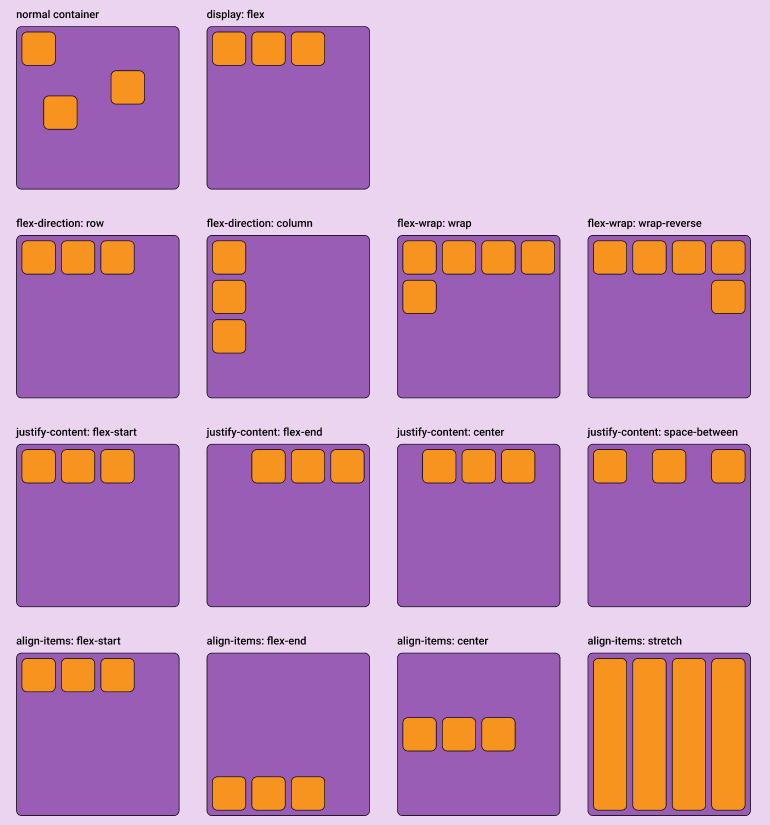 normal container
display: flex
flex-direction: row
flex-direction: column
flex-wrap: wrap
flex-wrap: wrap-reverse
justify-content: flex-start
justify-content: flex-end
justify-content: center
justify-content: space-between
align-items: flex-start
align-items: flex-end
align-items: center
align-items: stretch